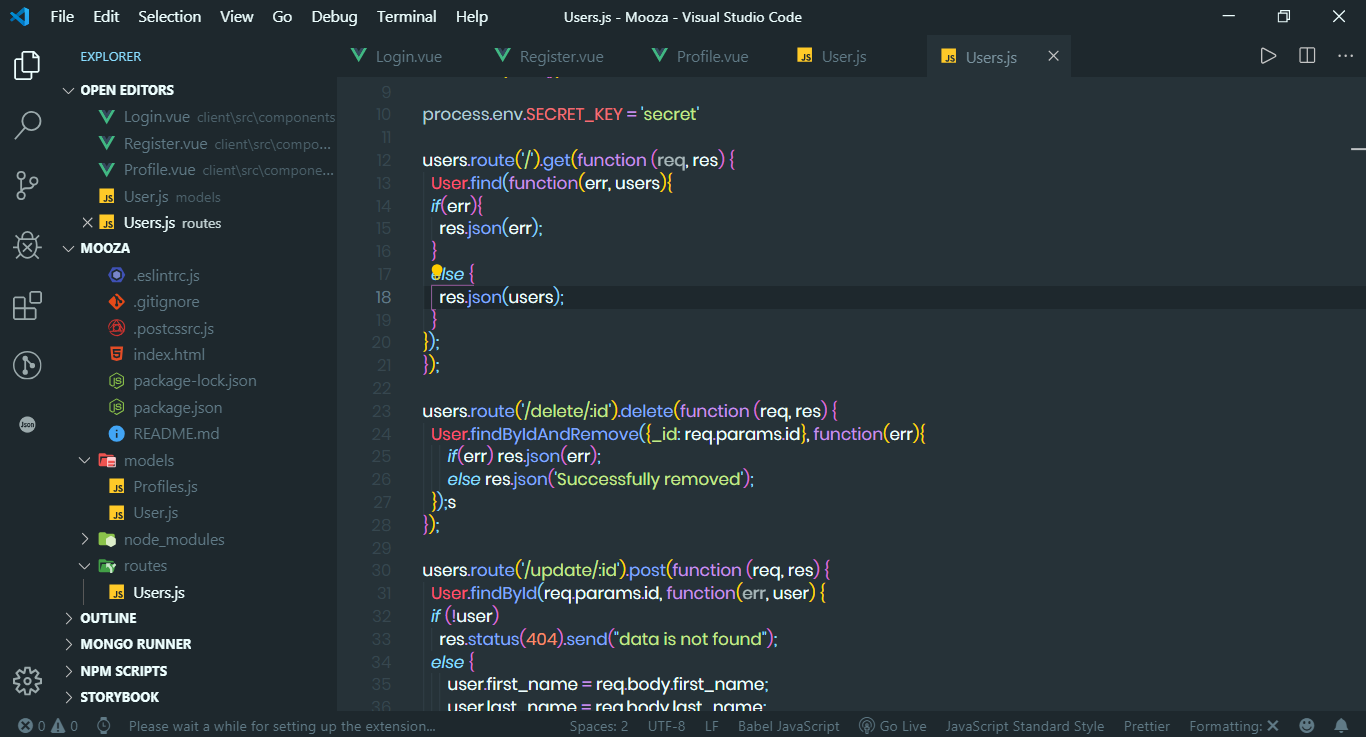 File Edit Selection View Go Debug Terminal Help
Users.js - Mooza - Visual Studio Code
EXPLORER
OPEN EDITORS
Login.vue client\src\components
Register.vue client\src\compo...
Profile.vue client\src\compone...
User.js models
Users.js routes
MOOZA
.eslintrc.js
.gitignore
.postcssrc.js
index.html
package-lock.json
package.json
README.md
models
Profiles.js
User.js
node_modules
routes
Users.js
OUTLINE
MONGO RUNNER
NPM SCRIPTS
STORYBOOK
Json
Login.vue Register.vue Profile.vue User.js Users.js
9
10 process.env.SECRET_KEY = 'secret'
11
12 users.route('/').get(function (req, res) {
13 User.find(function(err, users){
14 if(err){
15 res.json(err);
16 }
17 else {
18 res.json(users);
19 }
20 });
21 });
22
23 users.route('/delete/:id').delete(function (req, res) {
24 User.findByIdAndRemove({_id: req.params.id}, function(err){
25 if(err) res.json(err);
26 else res.json('Successfully removed');
27 });s
28 });
29
30 users.route('/update/:id').post(function (req, res) {
31 User.findById(req.params.id, function(err, user) {
32 if (!user)
33 res.status(404).send("data is not found");
34 else {
35 user.first_name = req.body.first_name;
36 user.last_name = req.body.last_name;
0 0 Please wait a while for setting up the extension... Spaces: 2 UTF-8 LF Babel JavaScript Go Live JavaScript Standard Style Prettier Formatting: ✕